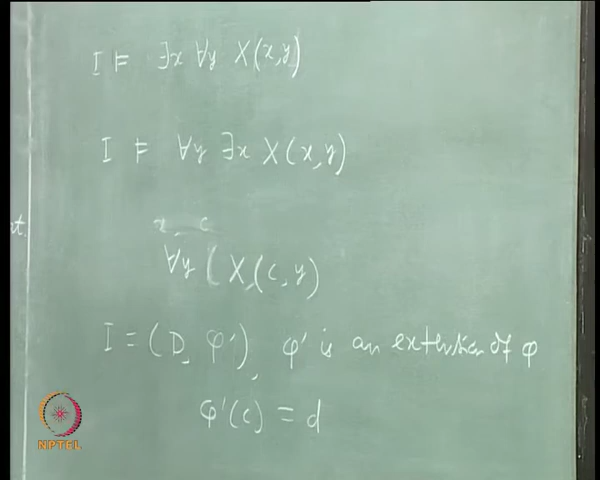 I ⊨ ∃x ∀y X(x,y)
I ⊨ ∀y ∃x X(x,y)
∀y ( X(c,y)
I = (D, φ'), φ' is an extension of φ
φ'(c) = d
NPTEL